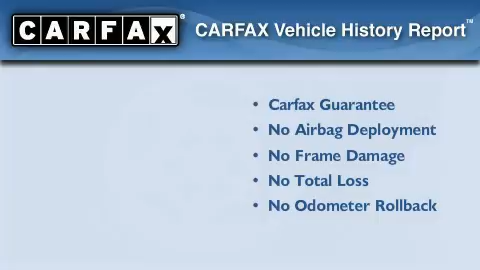 CARFAX® CARFAX Vehicle History Report™
• Carfax Guarantee
• No Airbag Deployment
• No Frame Damage
• No Total Loss
• No Odometer Rollback